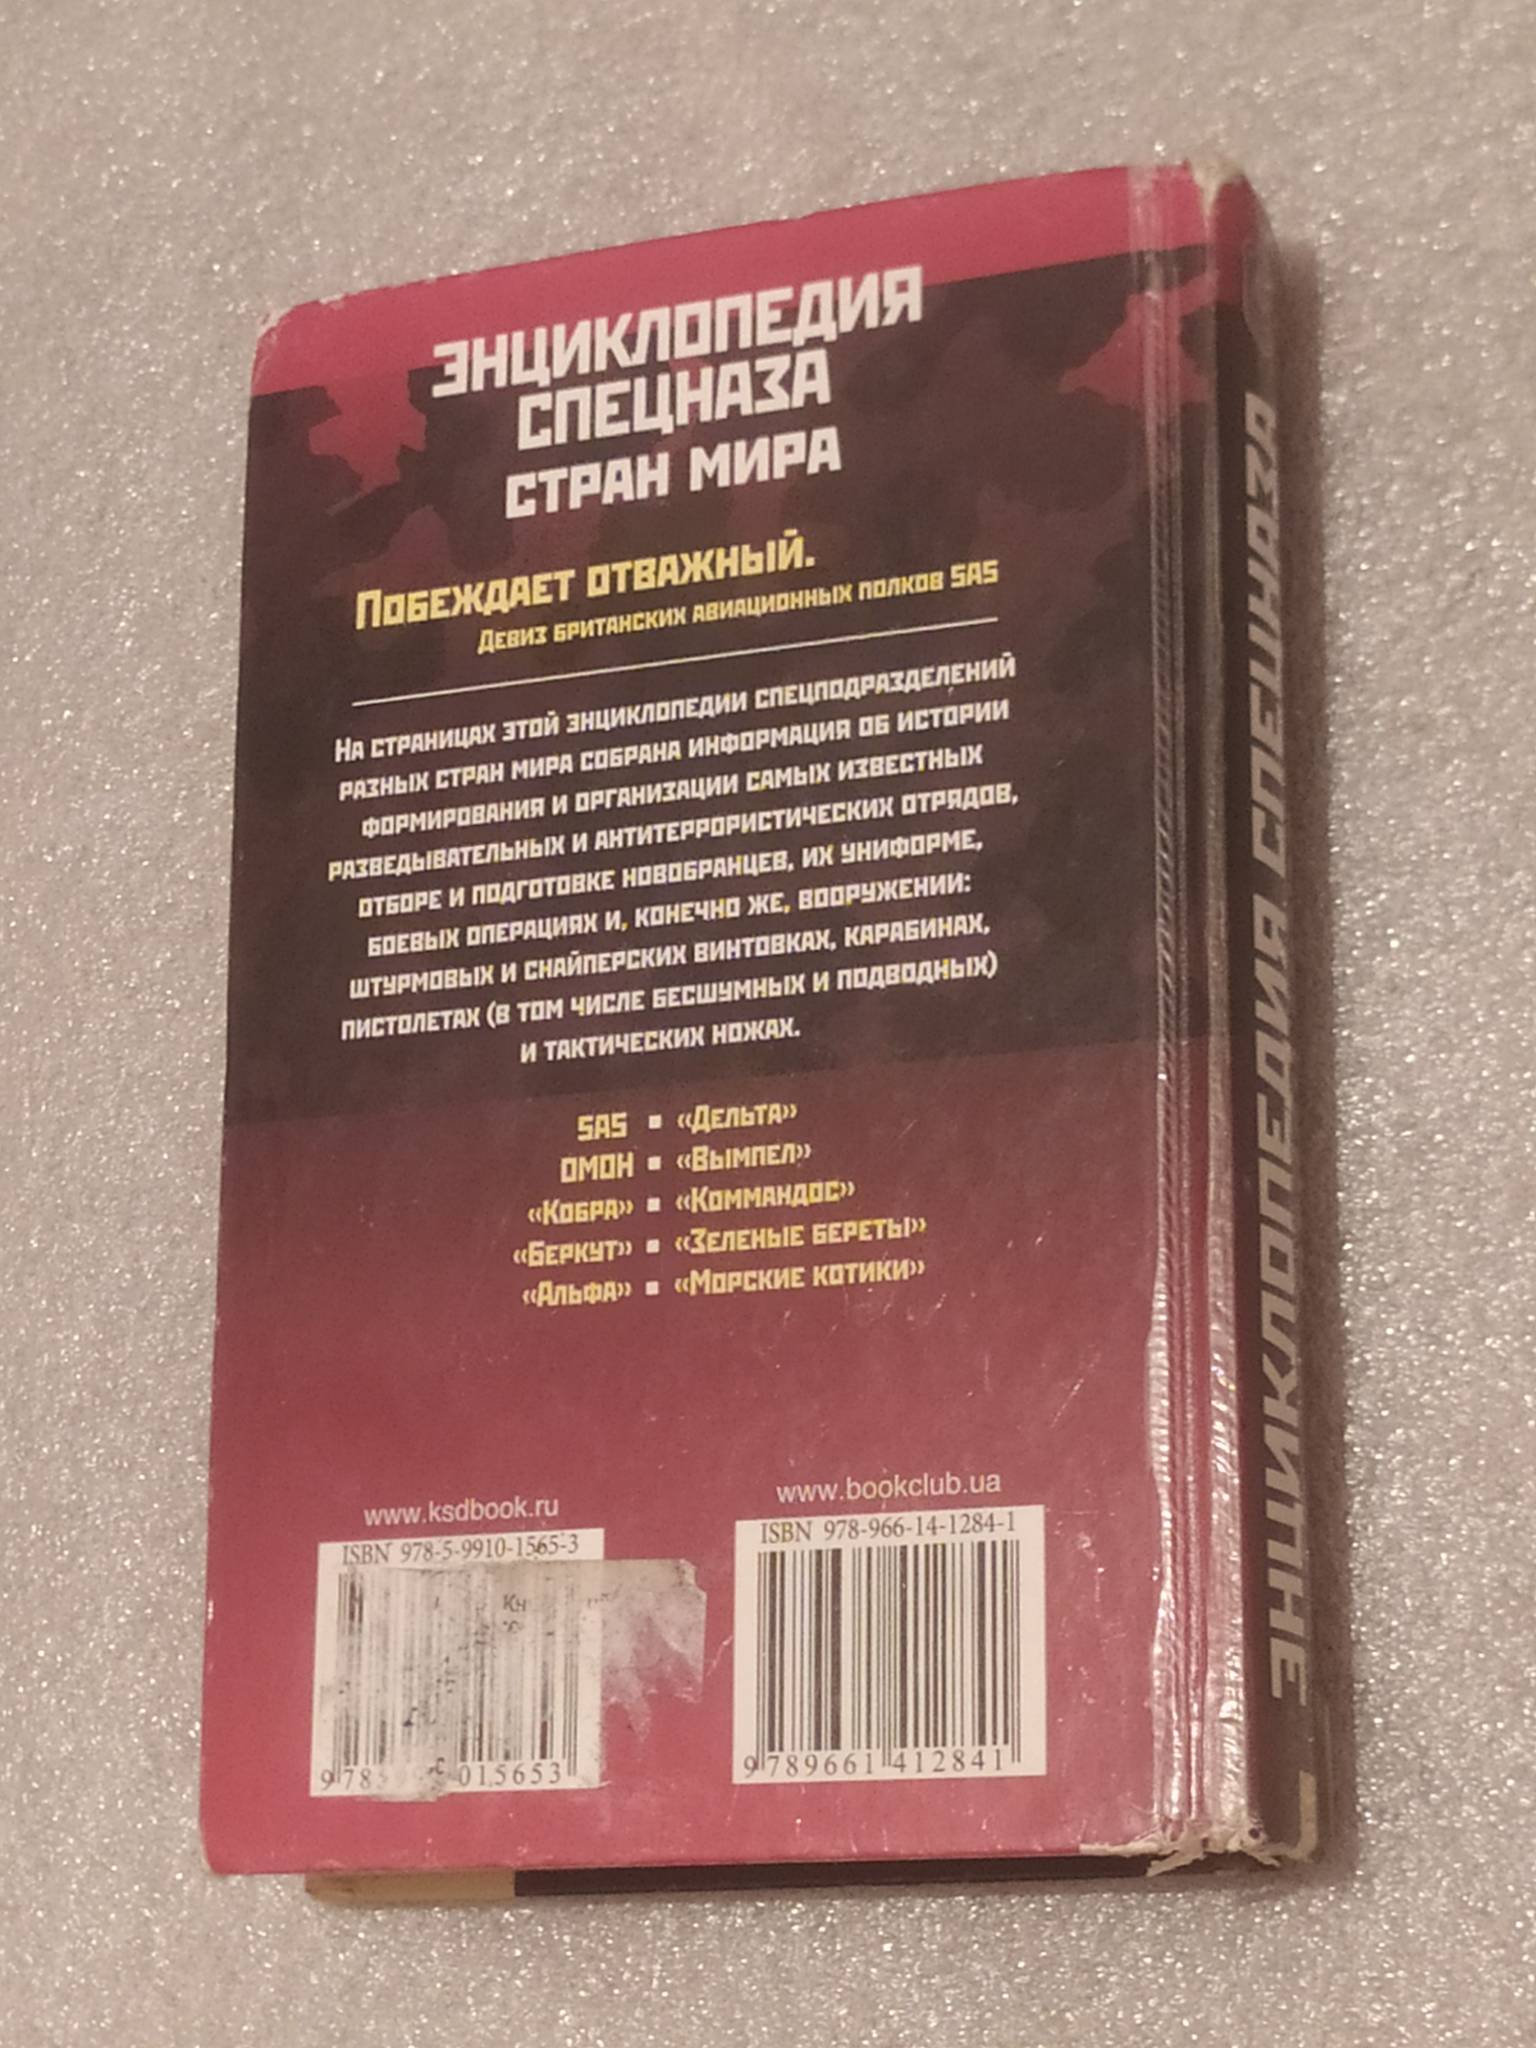 ЭНЦИКЛОПЕДИЯ
СПЕЦНАЗА
СТРАН МИРА
ПОБЕЖДАЕТ ОТВАЖНЫЙ.
ДЕВИЗ БРИТАНСКИХ АВИАЦИОННЫХ ПОЛКОВ SAS
НА СТРАНИЦАХ ЭТОЙ ЭНЦИКЛОПЕДИИ СПЕЦПОДРАЗДЕЛЕНИЙ
РАЗНЫХ СТРАН МИРА СОБРАНА ИНФОРМАЦИЯ ОБ ИСТОРИИ
ФОРМИРОВАНИЯ И ОРГАНИЗАЦИИ САМЫХ ИЗВЕСТНЫХ
РАЗВЕДЫВАТЕЛЬНЫХ И АНТИТЕРРОРИСТИЧЕСКИХ ОТРЯДОВ,
ОТБОРЕ И ПОДГОТОВКЕ НОВОБРАНЦЕВ, ИХ УНИФОРМЕ,
БОЕВЫХ ОПЕРАЦИЯХ И, КОНЕЧНО ЖЕ, ВООРУЖЕНИИ:
ШТУРМОВЫХ И СНАЙПЕРСКИХ ВИНТОВКАХ, КАРАБИНАХ,
ПИСТОЛЕТАХ (В ТОМ ЧИСЛЕ БЕСШУМНЫХ И ПОДВОДНЫХ)
И ТАКТИЧЕСКИХ НОЖАХ.
SAS ▪ «ДЕЛЬТА»
ОМОН ▪ «ВЫМПЕЛ»
«КОБРА» ▪ «КОММАНДОС»
«БЕРКУТ» ▪ «ЗЕЛЕНЫЕ БЕРЕТЫ»
«АЛЬФА» ▪ «МОРСКИЕ КОТИКИ»
www.ksdbook.ru
ISBN 978-5-9910-1565-3
015653
www.bookclub.ua
ISBN 978-966-14-1284-1
9 789661 412841
ЭНЦИКЛОПЕДИЯ СПЕЦНАЗА